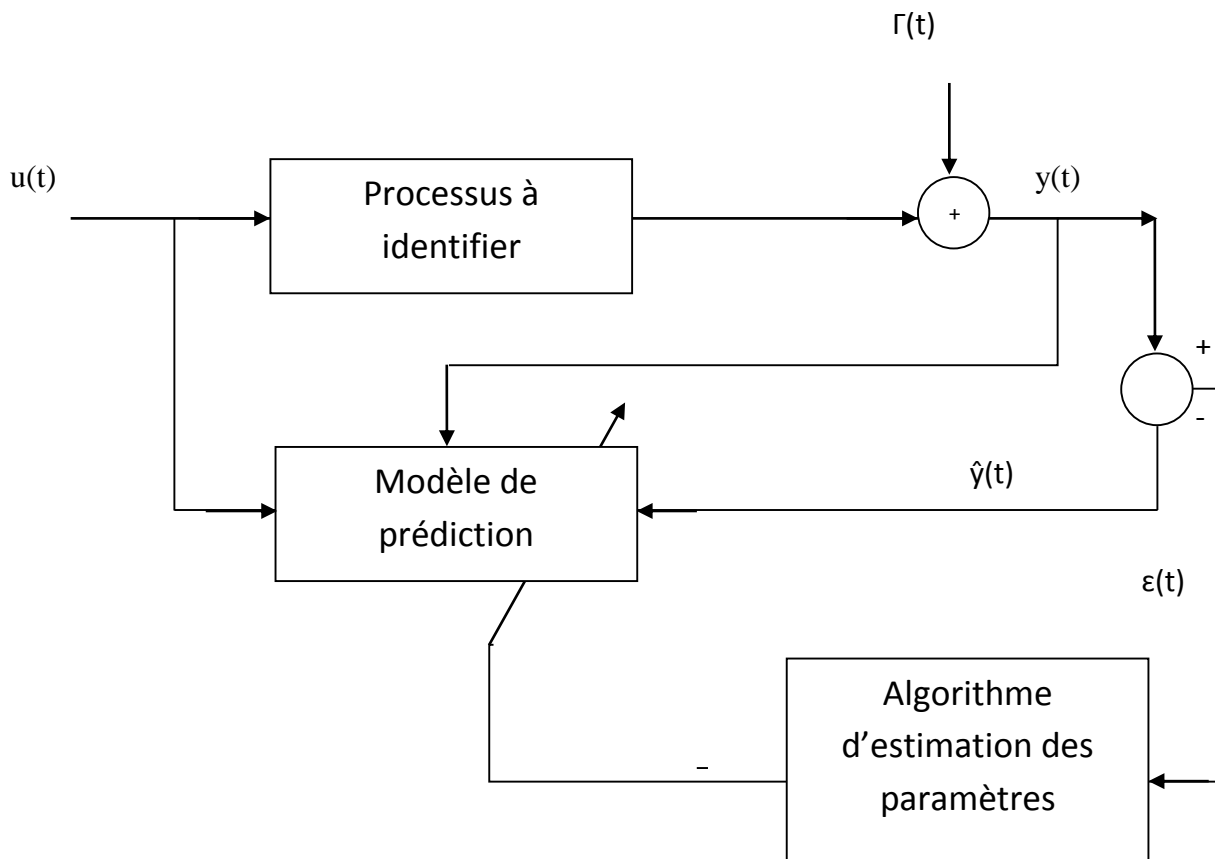 Γ(t)
u(t)
Processus à
identifier
+
y(t)
+
-
Modèle de
prédiction
ŷ(t)
ε(t)
Algorithme
d’estimation des
paramètres